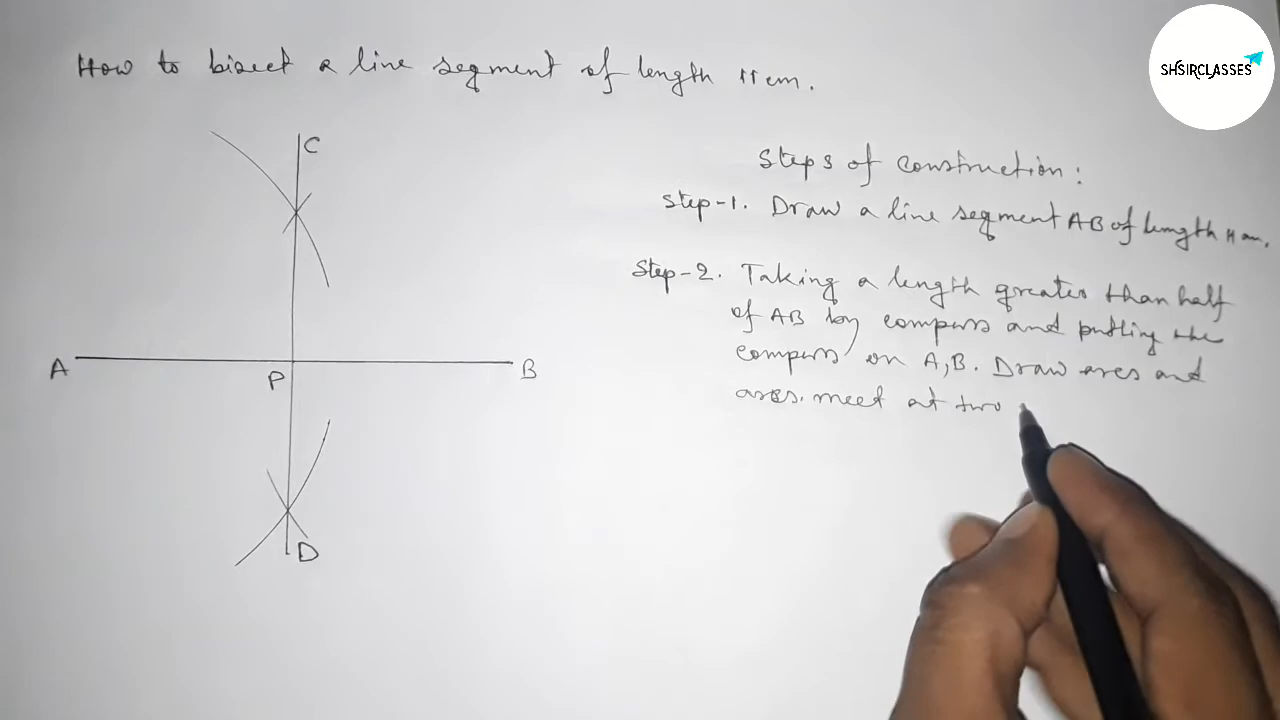 How to bisect a line segment of length 11 cm.
SHSIRCLASSES
C
Steps of construction:
Step-1. Draw a line segment AB of length 11 cm.
Step-2. Taking a length greater than half
of AB by compass and putting the
compass on A, B. Draw arcs and
arcs. meet at two
A
P
B
D